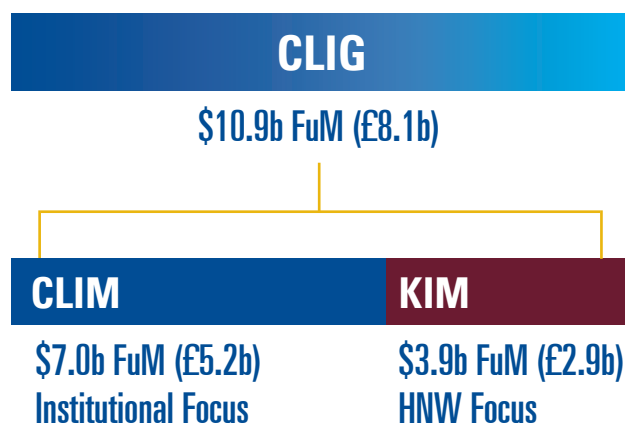 CLIG
$10.9b FuM (£8.1b)
CLIM
$7.0b FuM (£5.2b)
Institutional Focus
KIM
$3.9b FuM (£2.9b)
HNW Focus